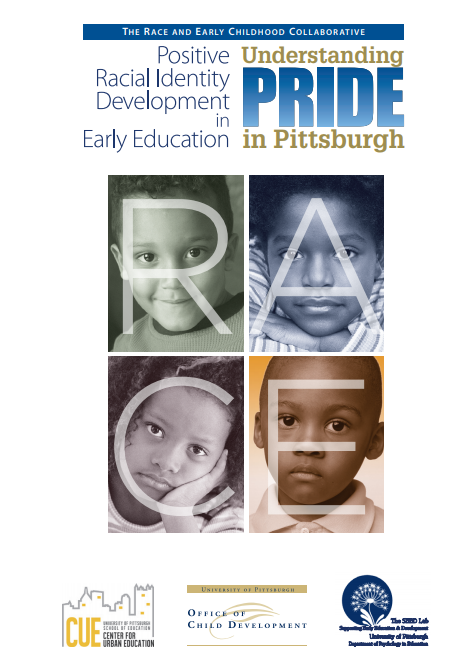 THE RACE AND EARLY CHILDHOOD COLLABORATIVE
Positive
Racial Identity
Development
in
Early Education
Understanding
PRIDE
in Pittsburgh
R A
C E
UNIVERSITY OF PITTSBURGH
SCHOOL OF EDUCATION
CUE CENTER FOR
URBAN EDUCATION
UNIVERSITY OF PITTSBURGH
OFFICE OF
CHILD DEVELOPMENT
The SEED Lab
Supporting Early Education & Development
University of Pittsburgh
Department of Psychology in Education